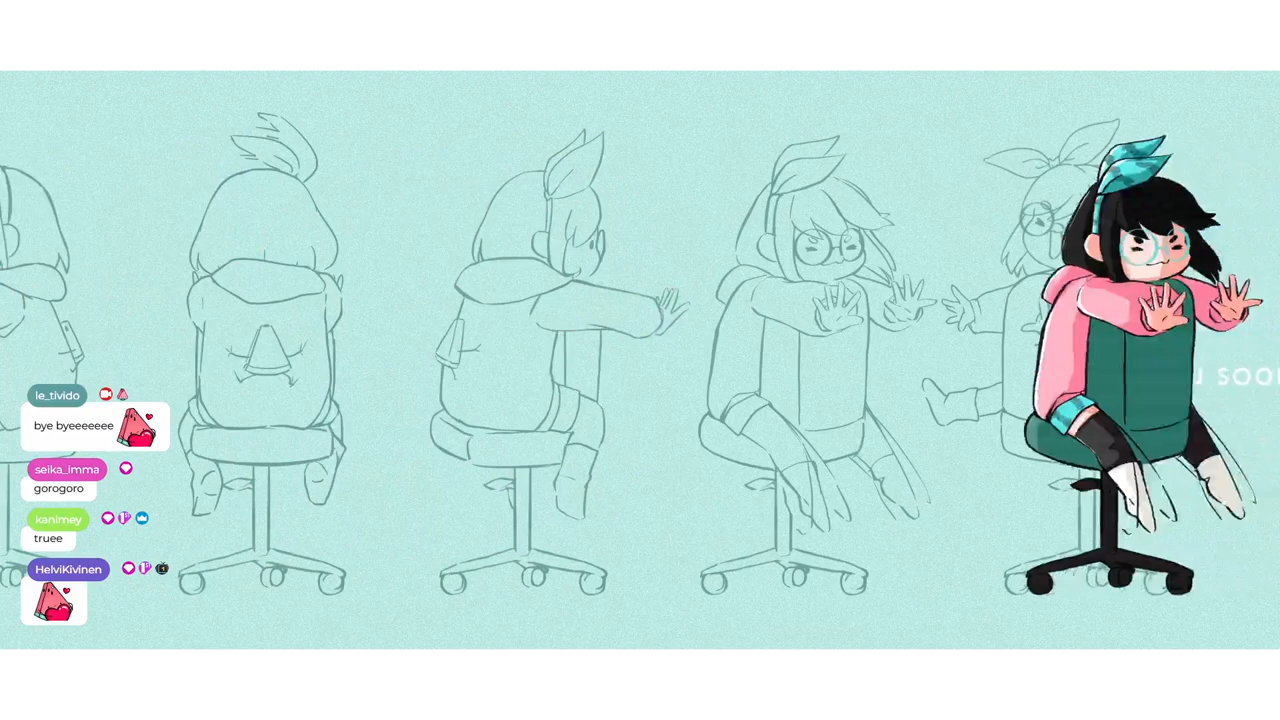 le_tivido
bye byeeeeeee
seika_imma
gorogoro
kanimey
truee
HelviKivinen